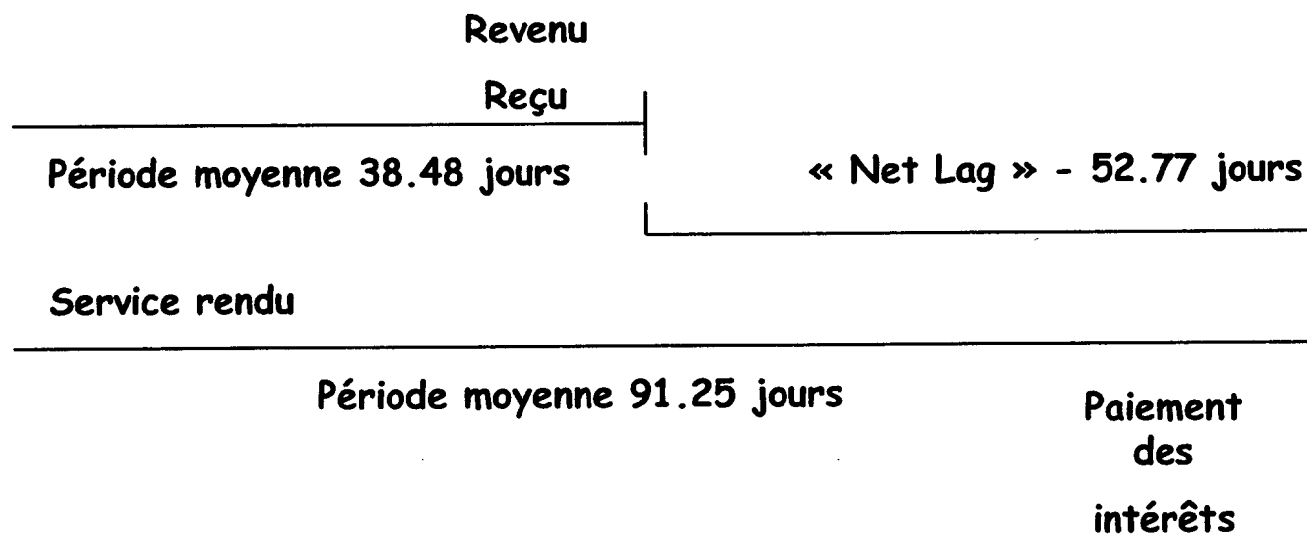 Revenu
Reçu
Période moyenne 38.48 jours
« Net Lag » - 52.77 jours
Service rendu
Période moyenne 91.25 jours
Paiement
des
intérêts